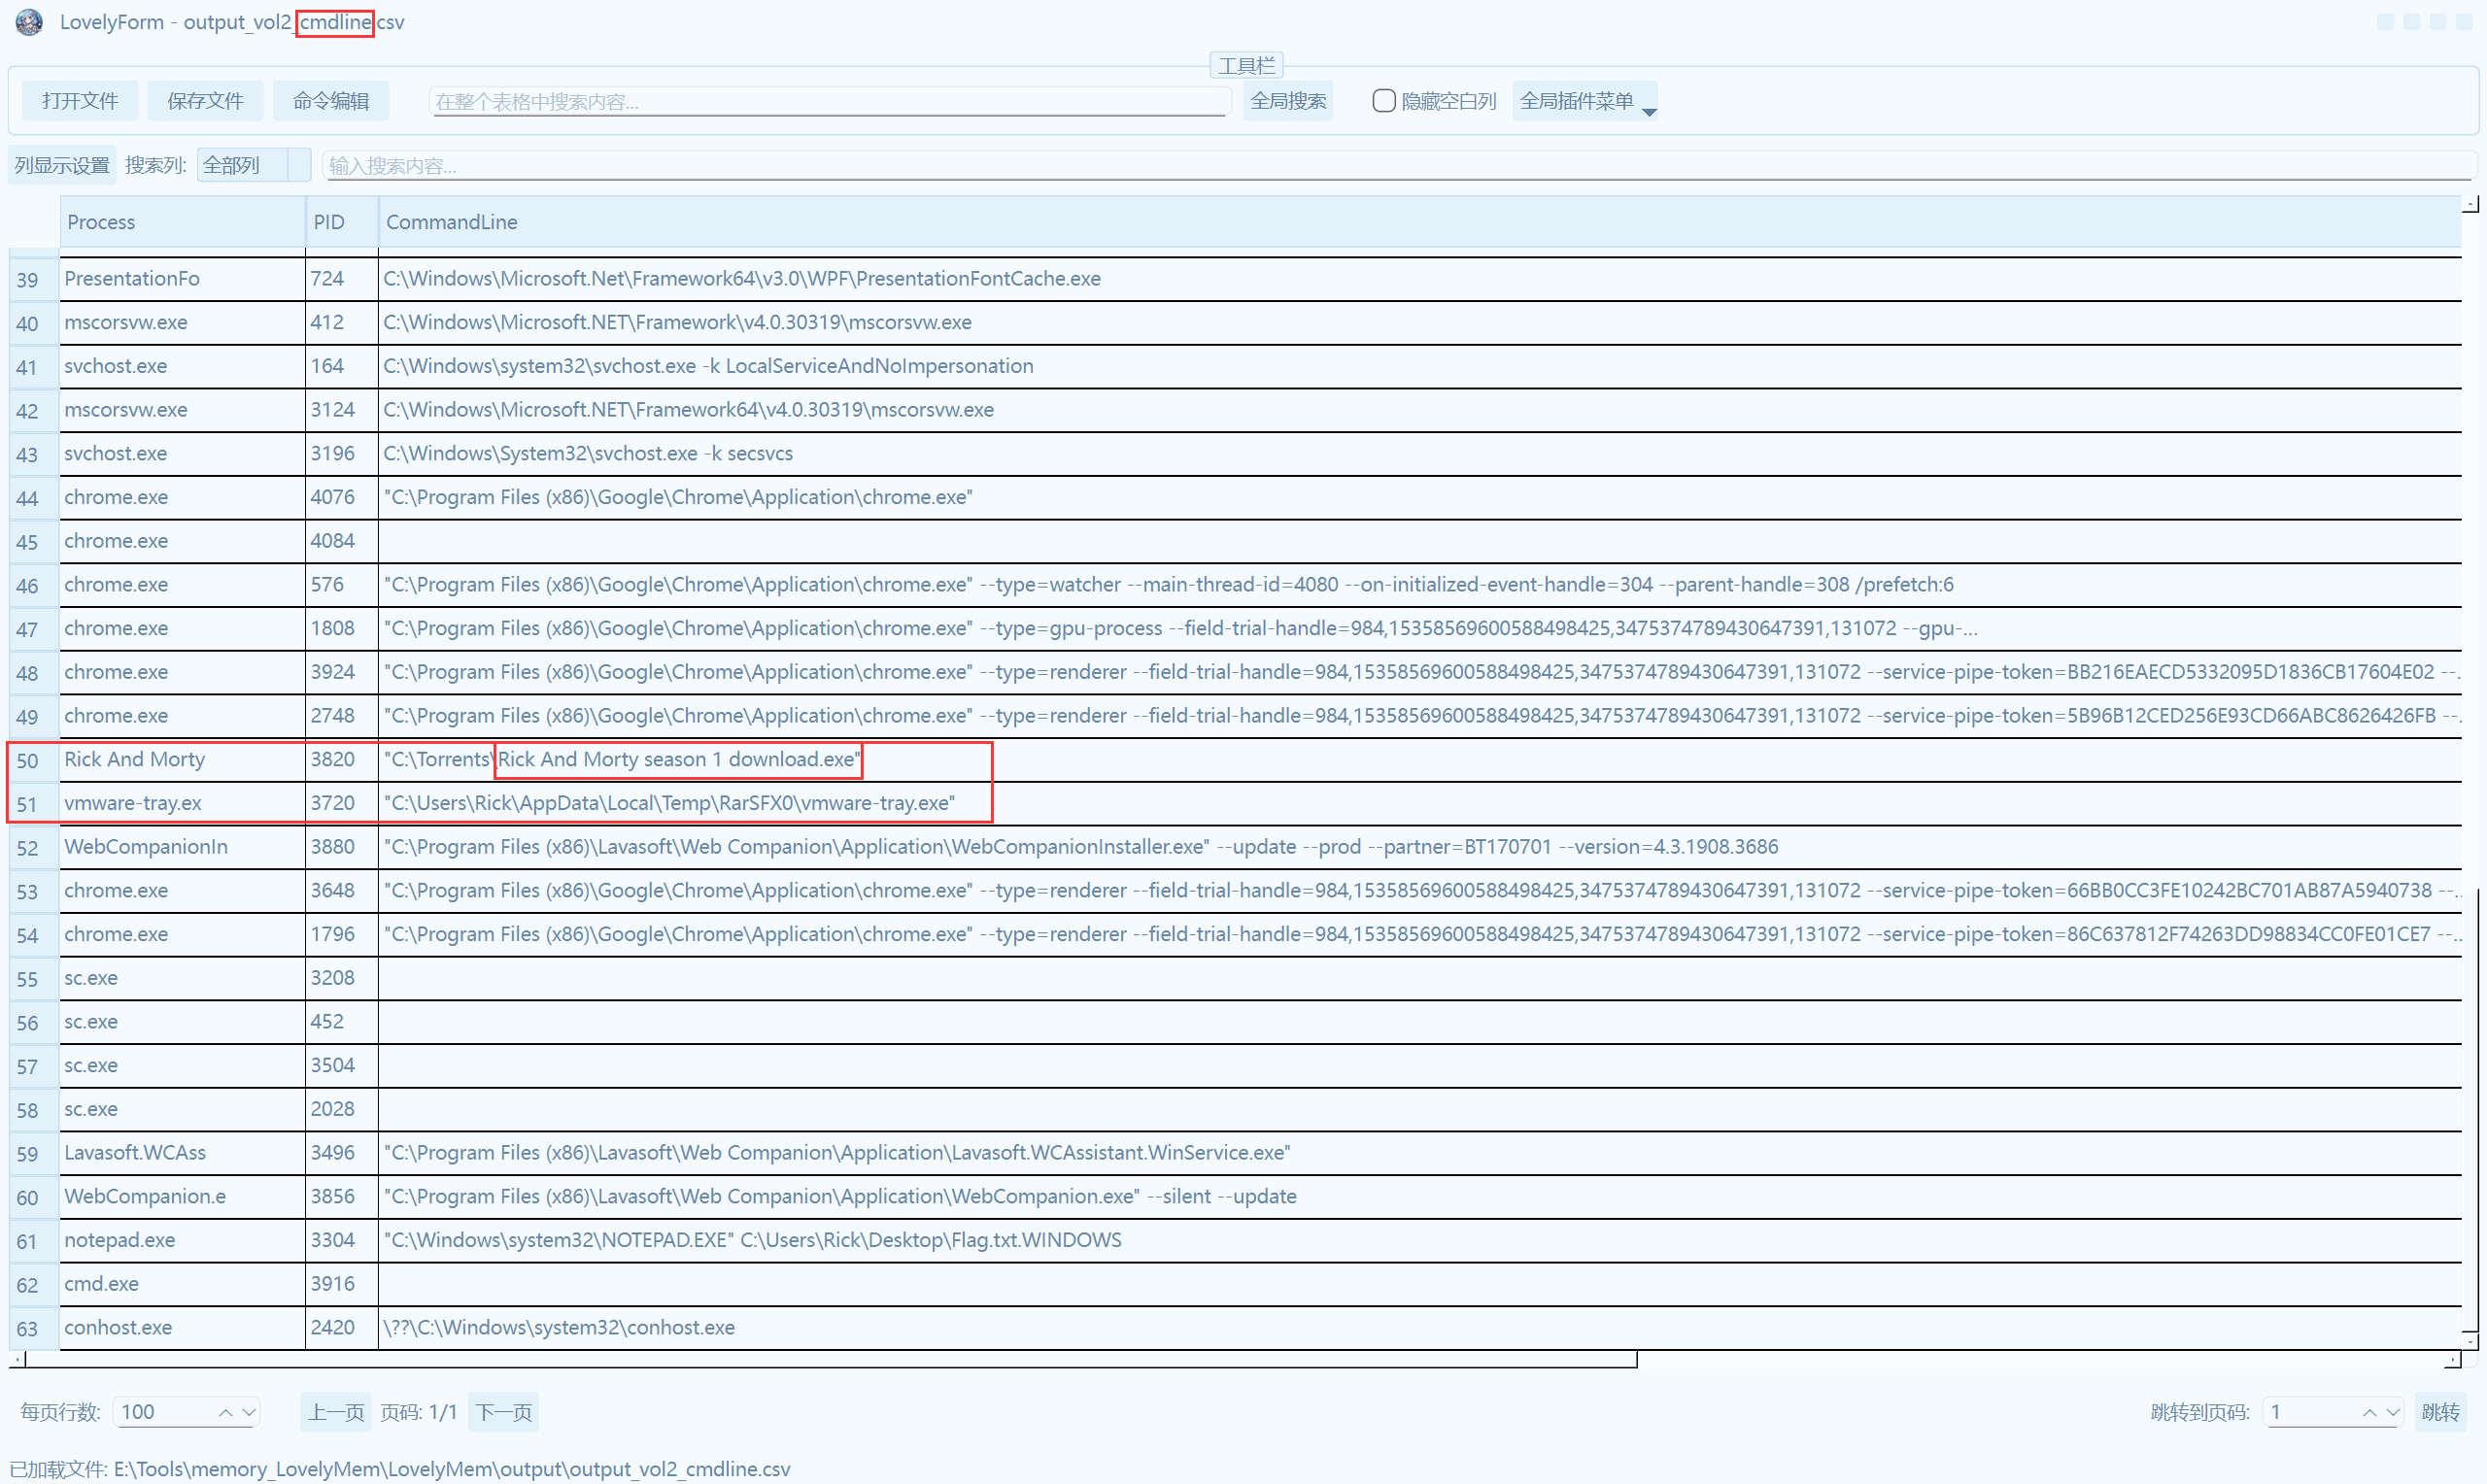 LovelyForm - output_vol2_cmdline.csv
工具栏
打开文件 保存文件 命令编辑 在整个表格中搜索内容... 全局搜索 隐藏空白列 全局插件菜单
列显示设置 搜索列: 全部列 输入搜索内容...
Process PID CommandLine
39 PresentationFo 724 C:\Windows\Microsoft.Net\Framework64\v3.0\WPF\PresentationFontCache.exe
40 mscorsvw.exe 412 C:\Windows\Microsoft.NET\Framework\v4.0.30319\mscorsvw.exe
41 svchost.exe 164 C:\Windows\system32\svchost.exe -k LocalServiceAndNoImpersonation
42 mscorsvw.exe 3124 C:\Windows\Microsoft.NET\Framework64\v4.0.30319\mscorsvw.exe
43 svchost.exe 3196 C:\Windows\System32\svchost.exe -k secsvcs
44 chrome.exe 4076 "C:\Program Files (x86)\Google\Chrome\Application\chrome.exe"
45 chrome.exe 4084
46 chrome.exe 576 "C:\Program Files (x86)\Google\Chrome\Application\chrome.exe" --type=watcher --main-thread-id=4080 --on-initialized-event-handle=304 --parent-handle=308 /prefetch:6
47 chrome.exe 1808 "C:\Program Files (x86)\Google\Chrome\Application\chrome.exe" --type=gpu-process --field-trial-handle=984,15358569600588498425,3475374789430647391,131072 --gpu-...
48 chrome.exe 3924 "C:\Program Files (x86)\Google\Chrome\Application\chrome.exe" --type=renderer --field-trial-handle=984,15358569600588498425,3475374789430647391,131072 --service-pipe-token=BB216EAECD5332095D1836CB17604E02 --..
49 chrome.exe 2748 "C:\Program Files (x86)\Google\Chrome\Application\chrome.exe" --type=renderer --field-trial-handle=984,15358569600588498425,3475374789430647391,131072 --service-pipe-token=5B96B12CED256E93CD66ABC8626426FB --..
50 Rick And Morty 3820 "C:\Torrents\Rick And Morty season 1 download.exe"
51 vmware-tray.ex 3720 "C:\Users\Rick\AppData\Local\Temp\RarSFX0\vmware-tray.exe"
52 WebCompanionIn 3880 "C:\Program Files (x86)\Lavasoft\Web Companion\Application\WebCompanionInstaller.exe" --update --prod --partner=BT170701 --version=4.3.1908.3686
53 chrome.exe 3648 "C:\Program Files (x86)\Google\Chrome\Application\chrome.exe" --type=renderer --field-trial-handle=984,15358569600588498425,3475374789430647391,131072 --service-pipe-token=66BB0CC3FE10242BC701AB87A5940738 --..
54 chrome.exe 1796 "C:\Program Files (x86)\Google\Chrome\Application\chrome.exe" --type=renderer --field-trial-handle=984,15358569600588498425,3475374789430647391,131072 --service-pipe-token=86C637812F74263DD98834CC0FE01CE7 --..
55 sc.exe 3208
56 sc.exe 452
57 sc.exe 3504
58 sc.exe 2028
59 Lavasoft.WCAss 3496 "C:\Program Files (x86)\Lavasoft\Web Companion\Application\Lavasoft.WCAssistant.WinService.exe"
60 WebCompanion.e 3856 "C:\Program Files (x86)\Lavasoft\Web Companion\Application\WebCompanion.exe" --silent --update
61 notepad.exe 3304 "C:\Windows\system32\NOTEPAD.EXE" C:\Users\Rick\Desktop\Flag.txt.WINDOWS
62 cmd.exe 3916
63 conhost.exe 2420 \??\C:\Windows\system32\conhost.exe
每页行数: 100 上一页 页码: 1/1 下一页 跳转到页码: 1 跳转
已加载文件: E:\Tools\memory_LovelyMem\LovelyMem\output\output_vol2_cmdline.csv